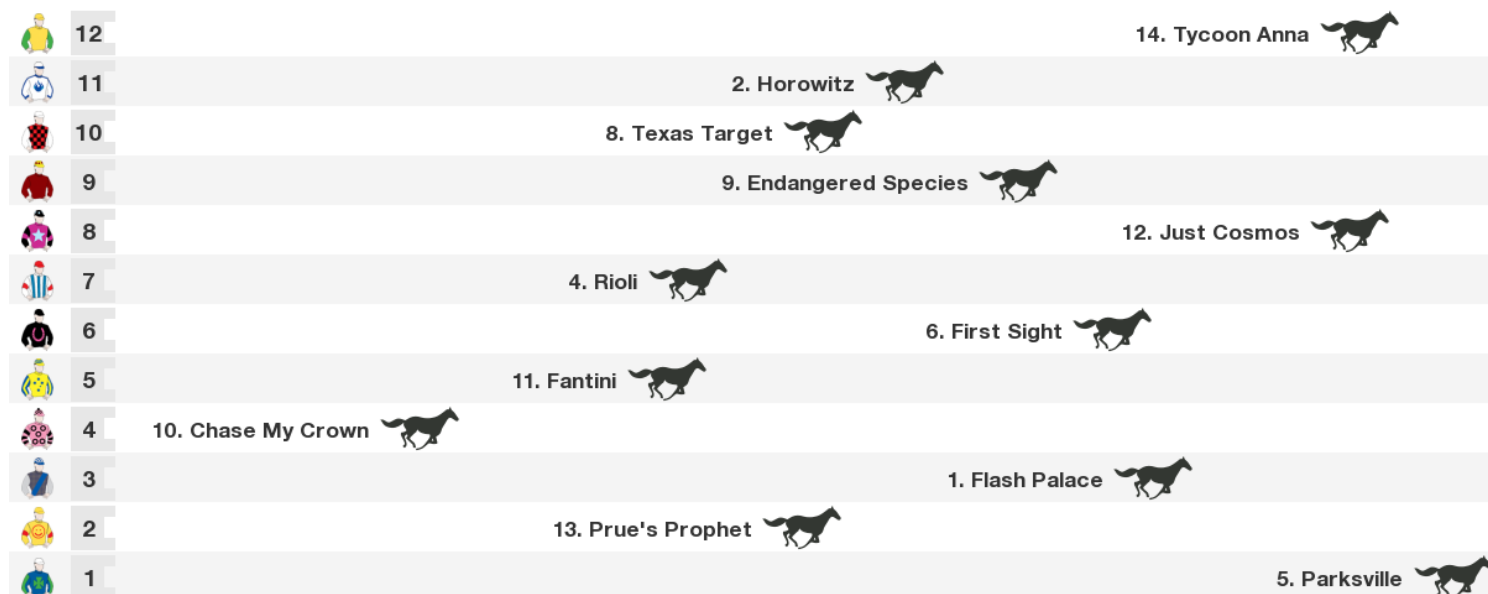 12 14. Tycoon Anna
11 2. Horowitz
10 8. Texas Target
9 9. Endangered Species
8 12. Just Cosmos
7 4. Rioli
6 6. First Sight
5 11. Fantini
4 10. Chase My Crown
3 1. Flash Palace
2 13. Prue's Prophet
1 5. Parksville